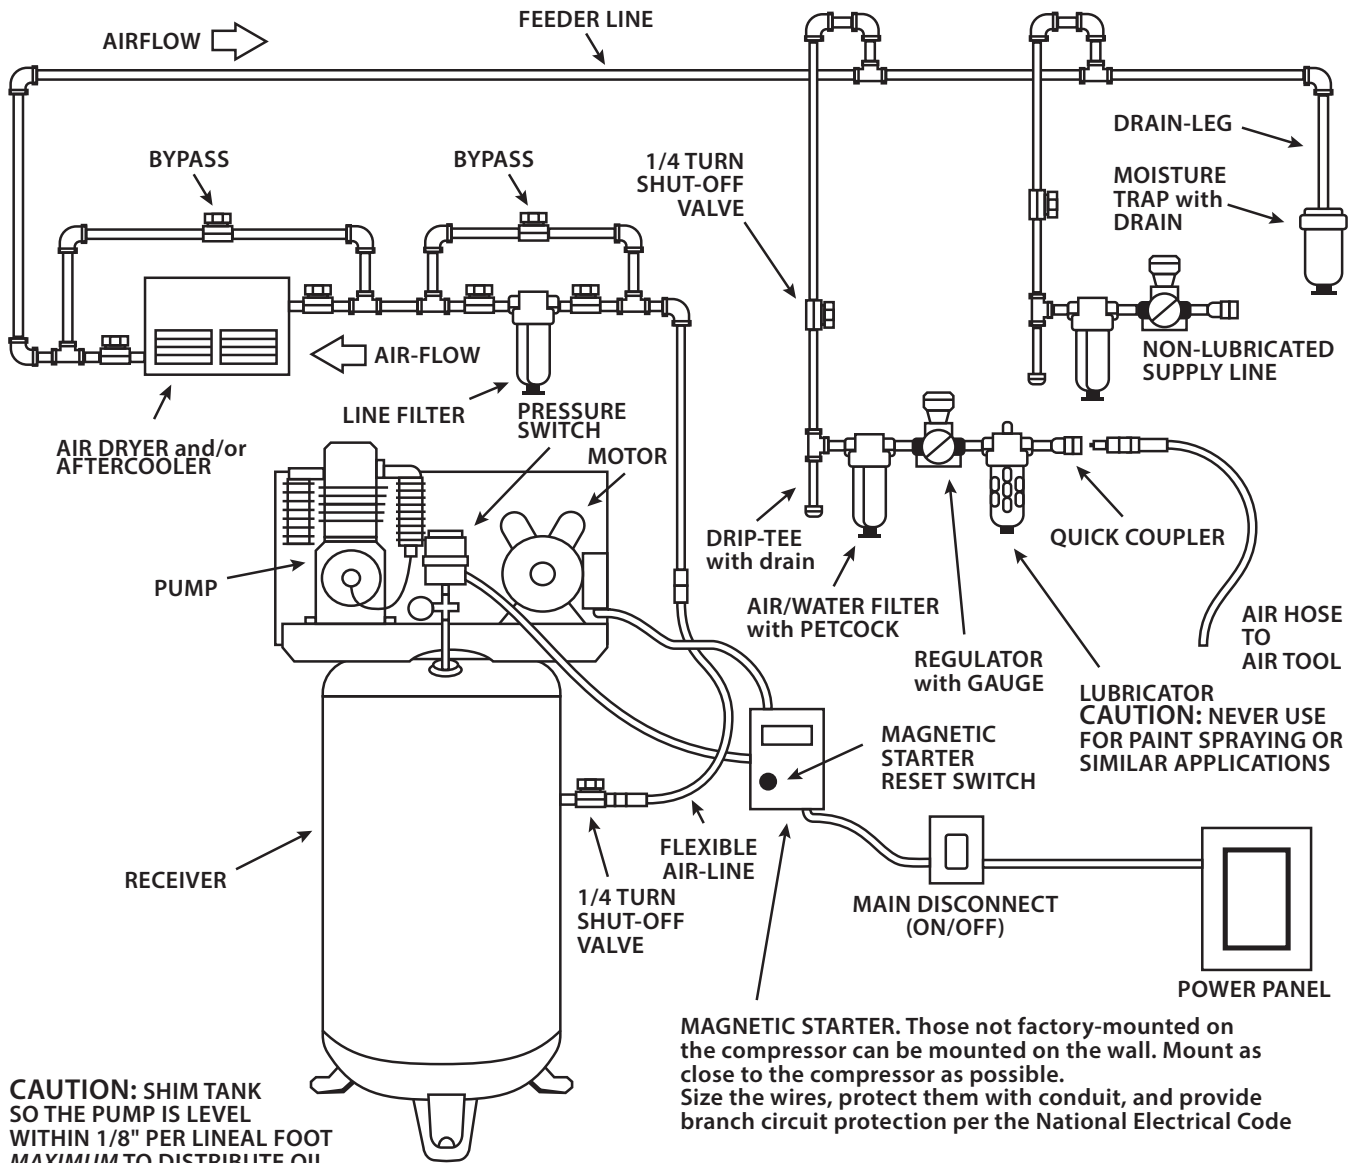 FEEDER LINE
AIRFLOW
DRAIN-LEG
BYPASS
BYPASS
1/4 TURN
SHUT-OFF
VALVE
MOISTURE
TRAP with
DRAIN
AIR-FLOW
NON-LUBRICATED
SUPPLY LINE
LINE FILTER
PRESSURE
SWITCH
AIR DRYER and/or
AFTERCOOLER
MOTOR
DRIP-TEE
with drain
QUICK COUPLER
PUMP
AIR/WATER FILTER
with PETCOCK
AIR HOSE
TO
AIR TOOL
REGULATOR
with GAUGE
LUBRICATOR
CAUTION: NEVER USE
FOR PAINT SPRAYING OR
SIMILAR APPLICATIONS
MAGNETIC
STARTER
RESET SWITCH
FLEXIBLE
AIR-LINE
RECEIVER
1/4 TURN
SHUT-OFF
VALVE
MAIN DISCONNECT
(ON/OFF)
POWER PANEL
MAGNETIC STARTER. Those not factory-mounted on
the compressor can be mounted on the wall. Mount as
close to the compressor as possible.
Size the wires, protect them with conduit, and provide
branch circuit protection per the National Electrical Code
CAUTION: SHIM TANK
SO THE PUMP IS LEVEL
WITHIN 1/8" PER LINEAL FOOT
MAXIMUM TO DISTRIBUTE OIL